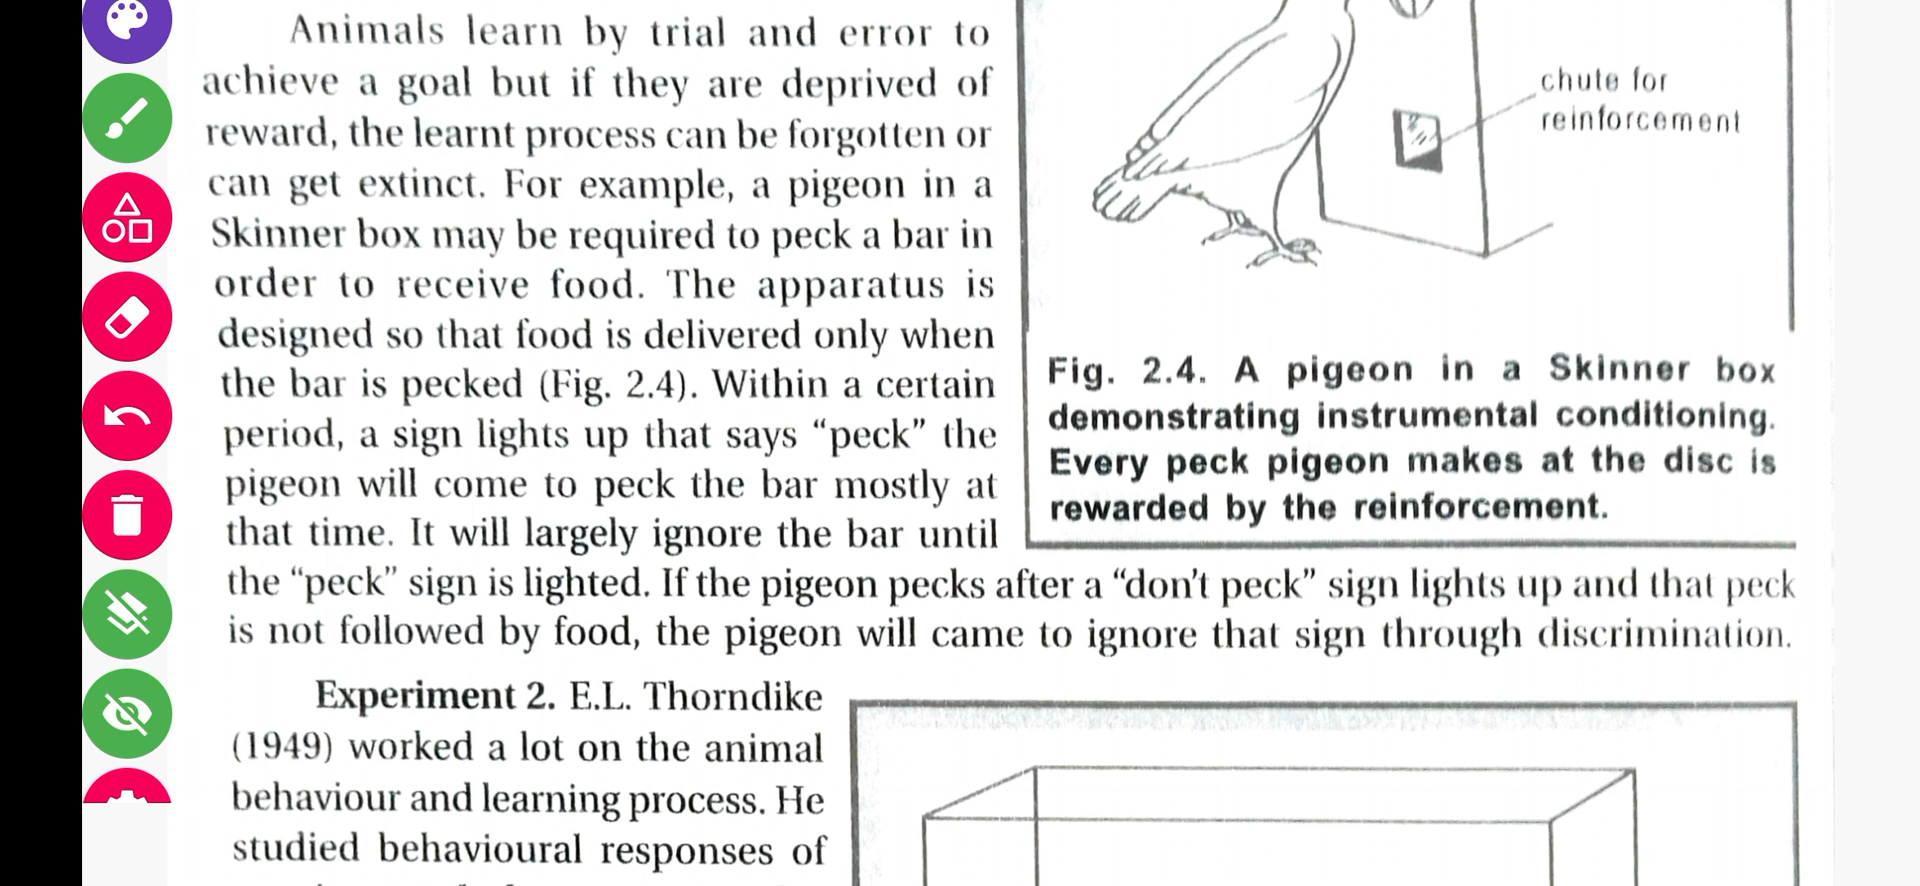 Animals learn by trial and error to
achieve a goal but if they are deprived of
reward, the learnt process can be forgotten or
can get extinct. For example, a pigeon in a
Skinner box may be required to peck a bar in
order to receive food. The apparatus is
designed so that food is delivered only when
the bar is pecked (Fig. 2.4). Within a certain
period, a sign lights up that says “peck” the
pigeon will come to peck the bar mostly at
that time. It will largely ignore the bar until
the “peck” sign is lighted. If the pigeon pecks after a “don’t peck” sign lights up and that peck
is not followed by food, the pigeon will came to ignore that sign through discrimination.
chute for
reinforcement
Fig. 2.4. A pigeon in a Skinner box
demonstrating instrumental conditioning.
Every peck pigeon makes at the disc is
rewarded by the reinforcement.
Experiment 2. E.L. Thorndike
(1949) worked a lot on the animal
behaviour and learning process. He
studied behavioural responses of